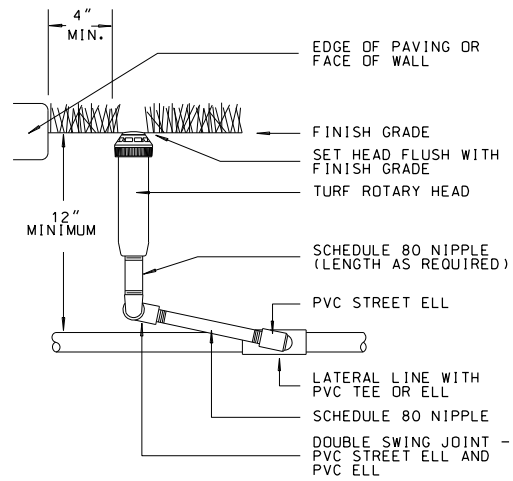 4"
MIN.
EDGE OF PAVING OR
FACE OF WALL
FINISH GRADE
SET HEAD FLUSH WITH
FINISH GRADE
TURF ROTARY HEAD
12"
MINIMUM
SCHEDULE 80 NIPPLE
(LENGTH AS REQUIRED)
PVC STREET ELL
LATERAL LINE WITH
PVC TEE OR ELL
SCHEDULE 80 NIPPLE
DOUBLE SWING JOINT -
PVC STREET ELL AND
PVC ELL